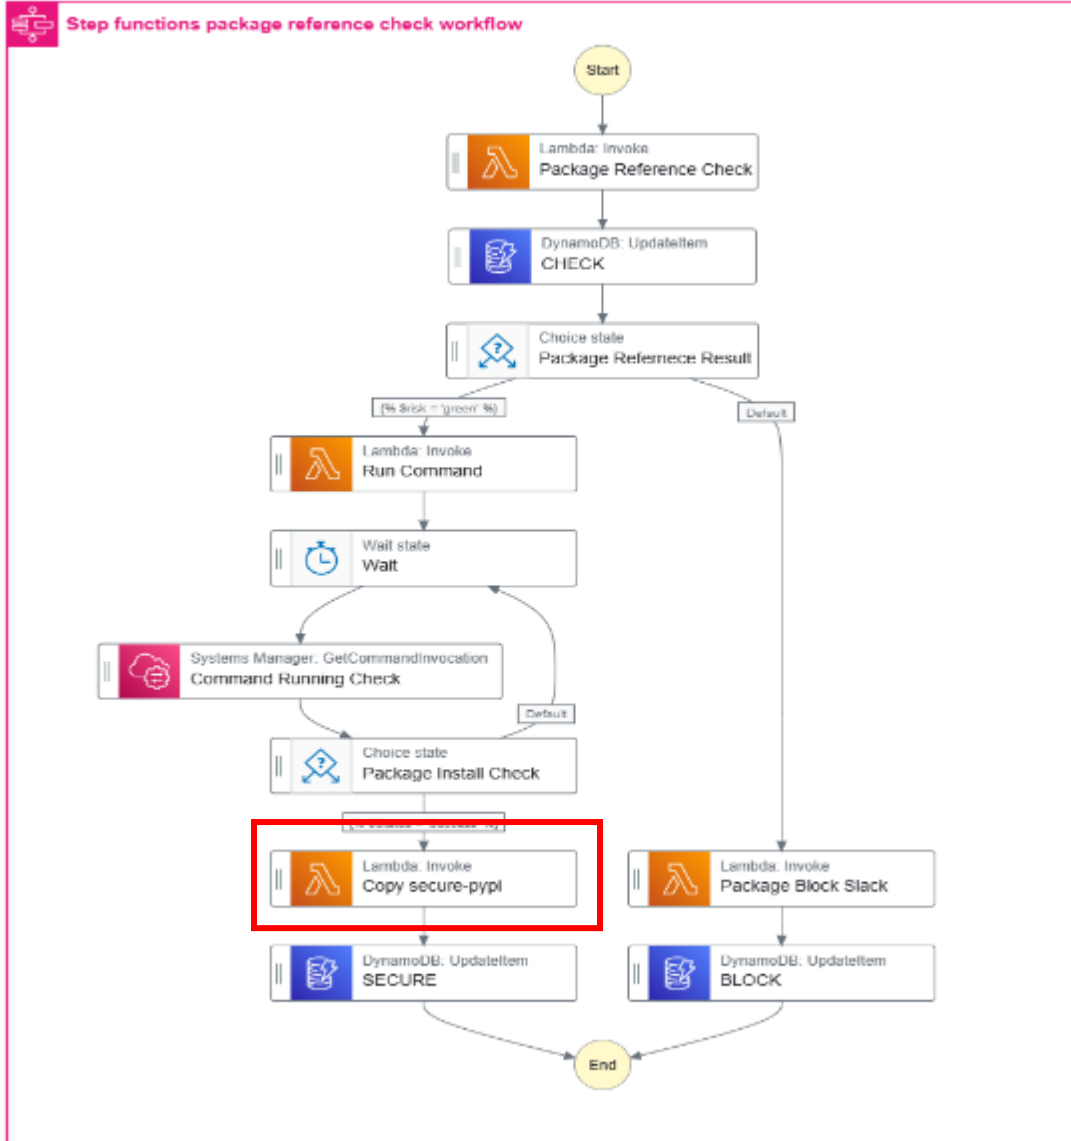 Step functions package reference check workflow
Start
Lambda: Invoke
Package Reference Check
DynamoDB: UpdateItem
CHECK
Choice state
Package Refernece Result
{% $risk = 'green' %}
Default
Lambda: Invoke
Run Command
Wait state
Wait
Systems Manager: GetCommandInvocation
Command Running Check
Default
Choice state
Package Install Check
Lambda: Invoke
Copy secure-pypi
Lambda: Invoke
Package Block Slack
DynamoDB: UpdateItem
SECURE
DynamoDB: UpdateItem
BLOCK
End